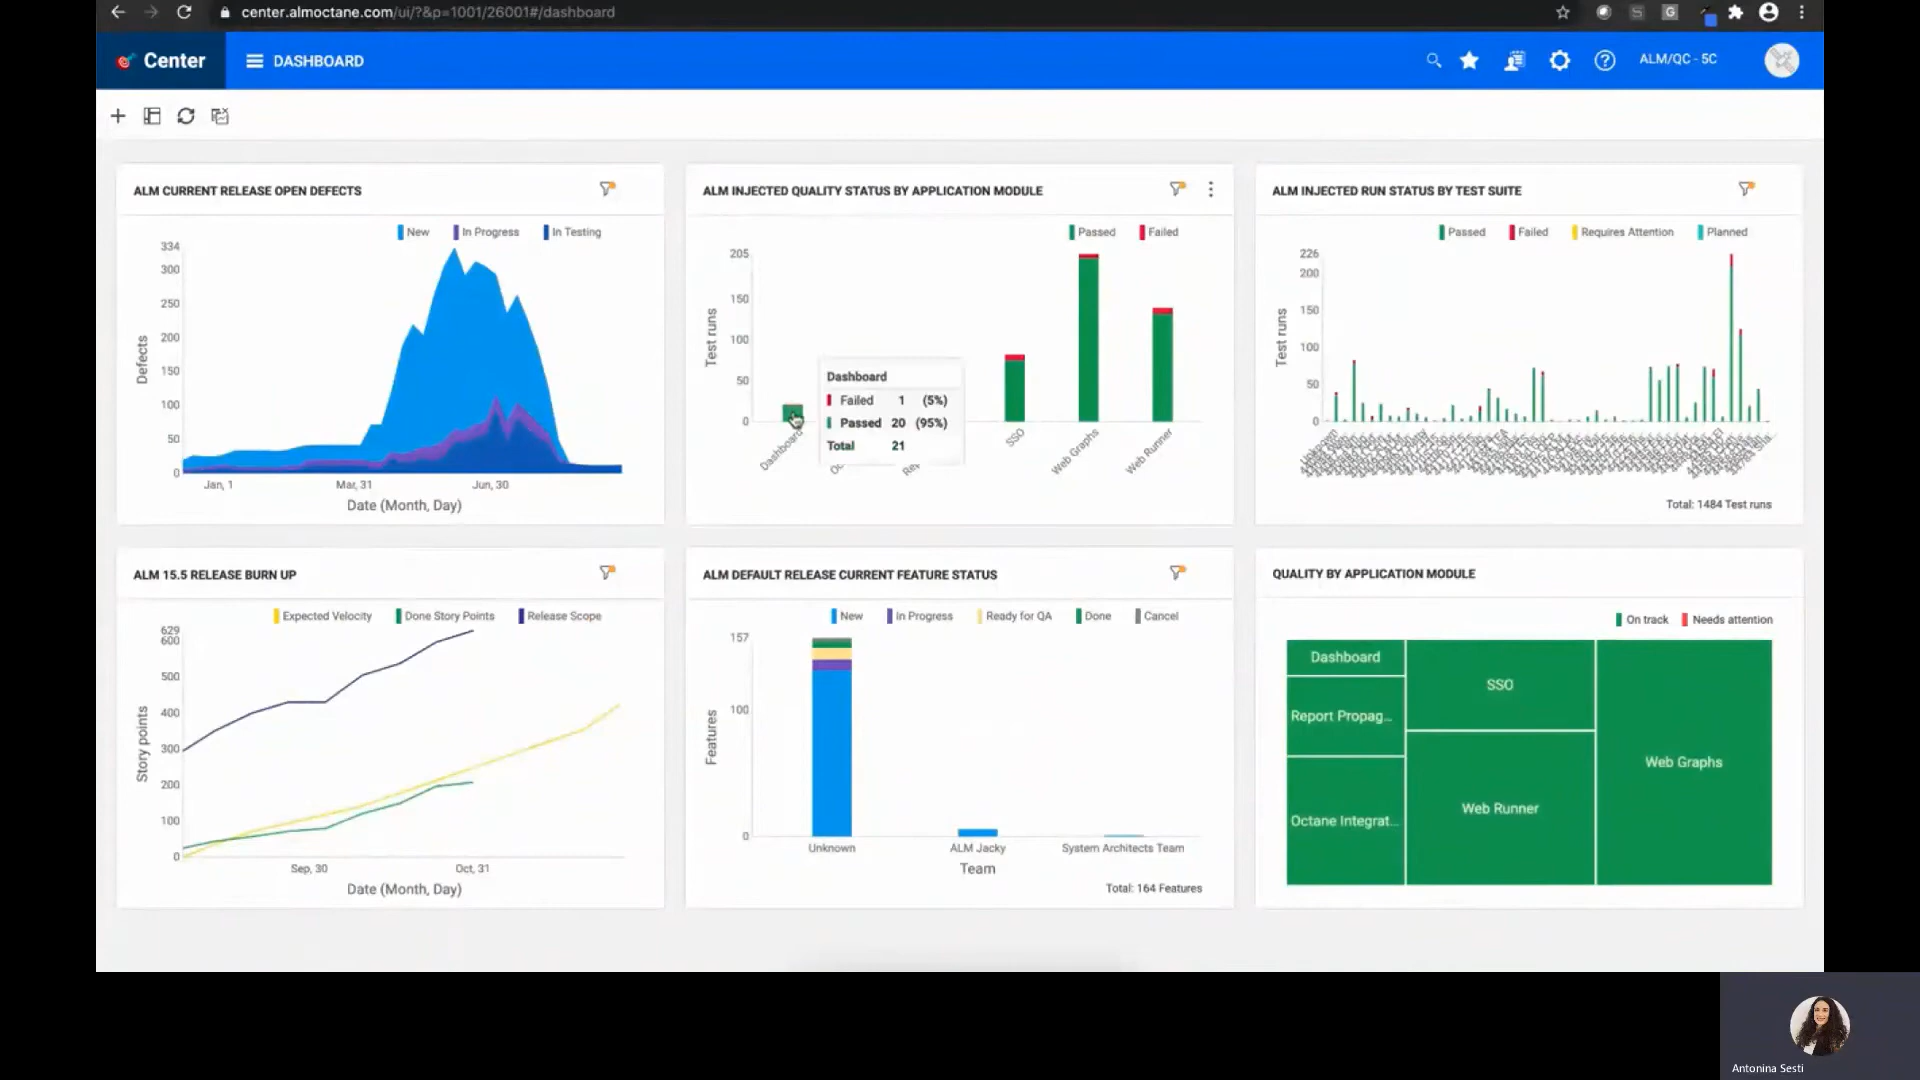 center.almoctane.com/ui/?&p=1001/26001#/dashboard
Center
DASHBOARD
ALM/QC - 5C
ALM CURRENT RELEASE OPEN DEFECTS
New In Progress In Testing
334
300
250
200
150
100
50
0
Defects
Jan, 1 Mar, 31 Jun, 30
Date (Month, Day)
ALM INJECTED QUALITY STATUS BY APPLICATION MODULE
Passed Failed
205
150
100
50
0
Test runs
Dashboard
Failed 1 (5%)
Passed 20 (95%)
Total 21
Dashboard SSO Web Graphs Web Runner
ALM INJECTED RUN STATUS BY TEST SUITE
Passed Failed Requires Attention Planned
226
200
150
100
50
0
Test runs
Total: 1484 Test runs
ALM 15.5 RELEASE BURN UP
Expected Velocity Done Story Points Release Scope
629
600
500
400
300
200
100
0
Story points
Sep, 30 Oct, 31
Date (Month, Day)
ALM DEFAULT RELEASE CURRENT FEATURE STATUS
New In Progress Ready for QA Done Cancel
157
100
0
Features
Unknown ALM Jacky System Architects Team
Team
Total: 164 Features
QUALITY BY APPLICATION MODULE
On track Needs attention
Dashboard
Report Propag...
Octane Integrat...
SSO
Web Runner
Web Graphs
Antonina Sesti